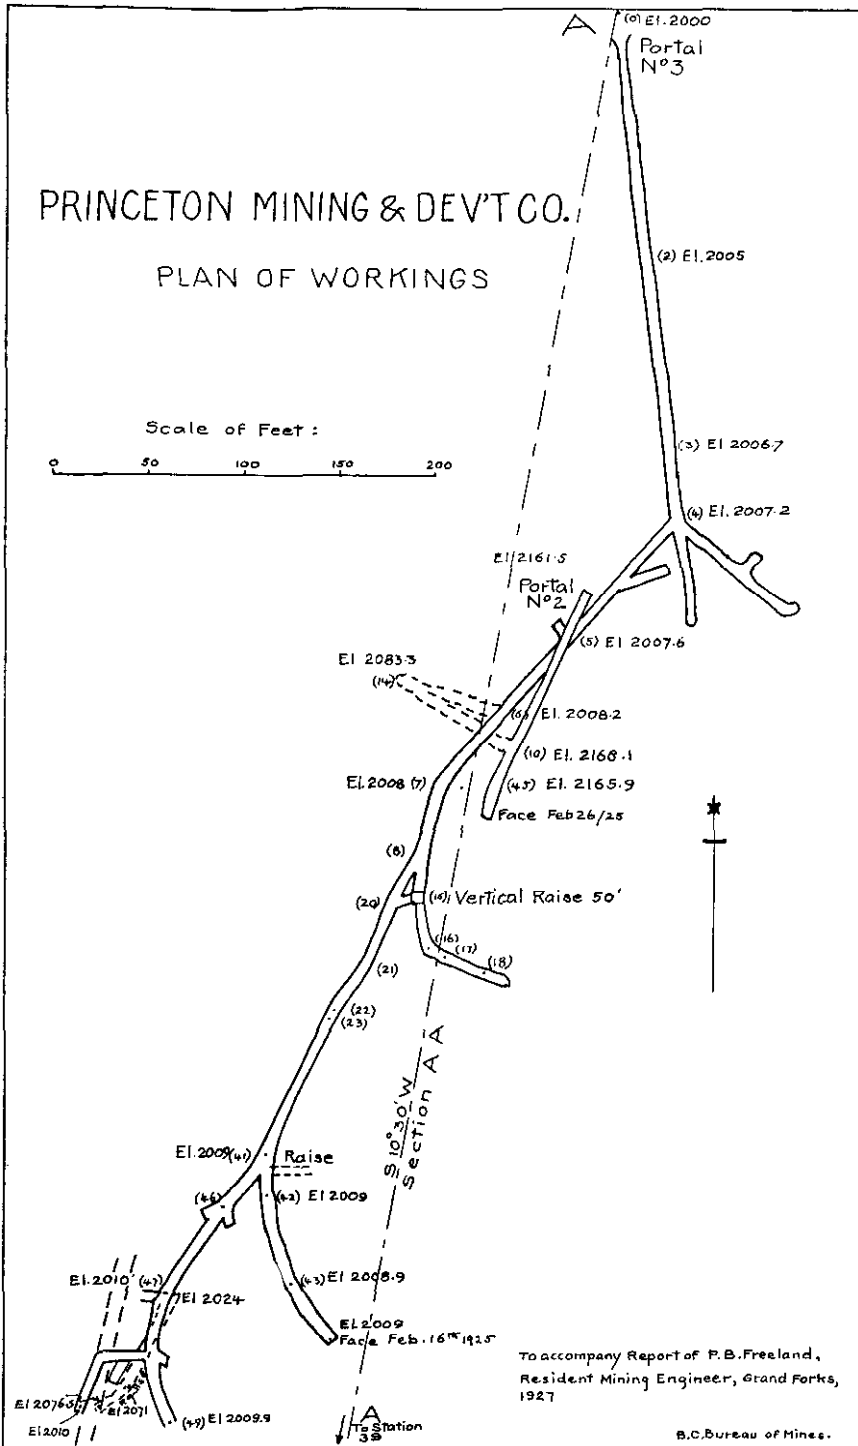 A
(0) El. 2000
Portal
Nº3
PRINCETON MINING & DEV'T CO.
PLAN OF WORKINGS
(2) El. 2005
Scale of Feet :
0 50 100 150 200
(3) El 2006.7
(4) El. 2007.2
El 2161.5
Portal
Nº2
(5) El 2007.6
El 2083.3
(14)
(6) El. 2008.2
(10) El. 2168.1
El. 2008 (7)
(45) El. 2165.9
Face Feb 26/25
(8)
(20)
(15) Vertical Raise 50'
(16)
(17)
(18)
(21)
(22)
(23)
S 10° 30' W
Section A A
El. 2009 (41)
Raise
(42) El 2009
(46)
(43) El 2008.9
El. 2010 (47)
El 2024
El. 2009
Face Feb. 16th 1925
To accompany Report of P.B. Freeland,
Resident Mining Engineer, Grand Forks,
1927
El 2076.5
El 2071
El 2010
(49) El 2009.9
A
To Station
38
B.C. Bureau of Mines.